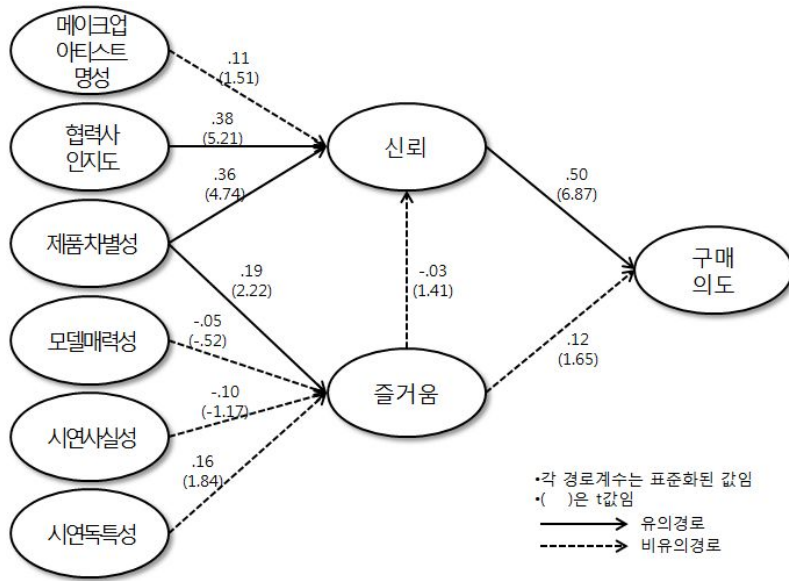 메이크업
아티스트
명성
.11
(1.51)
협력사
인지도
.38
(5.21)
신뢰
.36
(4.74)
.50
(6.87)
제품차별성
.19
(2.22)
-.03
(1.41)
구매
의도
모델매력성
-.05
(-.52)
.12
(1.65)
즐거움
시연사실성
-.10
(-1.17)
.16
(1.84)
시연독특성
•각 경로계수는 표준화된 값임
•( )은 t값임
유의경로
비유의경로